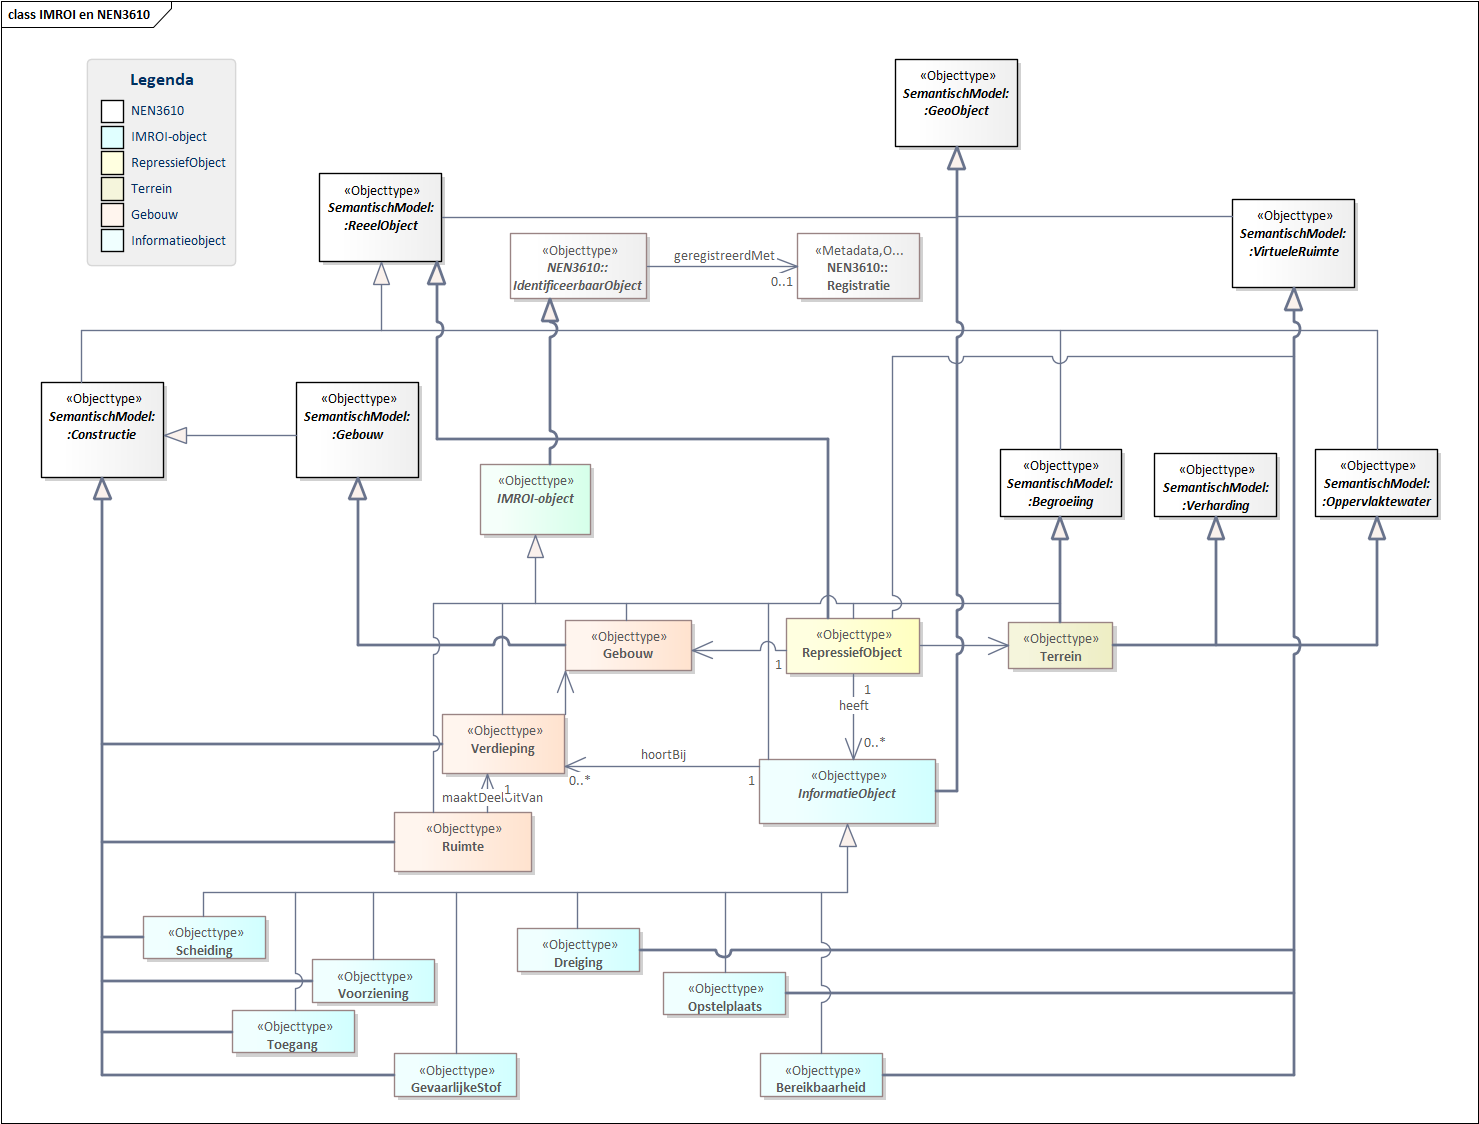 class IMROI en NEN3610
Legenda
NEN3610
IMROI-object
RepressiefObject
Terrein
Gebouw
Informatieobject
«Objecttype»
SemantischModel:
:GeoObject
«Objecttype»
SemantischModel:
:ReeelObject
«Objecttype»
SemantischModel:
:VirtueleRuimte
«Objecttype»
NEN3610::
IdentificeerbaarObject
geregistreerdMet
0..1
«Metadata,O...
NEN3610::
Registratie
«Objecttype»
SemantischModel:
:Constructie
«Objecttype»
SemantischModel:
:Gebouw
«Objecttype»
IMROI-object
«Objecttype»
SemantischModel:
:Begroeiing
«Objecttype»
SemantischModel:
:Verharding
«Objecttype»
SemantischModel:
:Oppervlaktewater
«Objecttype»
Gebouw
1
«Objecttype»
RepressiefObject
«Objecttype»
Terrein
1
heeft
0..*
«Objecttype»
Verdieping
hoortBij
0..*
1
«Objecttype»
InformatieObject
1
maaktDeelUitVan
«Objecttype»
Ruimte
«Objecttype»
Scheiding
«Objecttype»
Voorziening
«Objecttype»
Toegang
«Objecttype»
GevaarlijkeStof
«Objecttype»
Dreiging
«Objecttype»
Opstelplaats
«Objecttype»
Bereikbaarheid